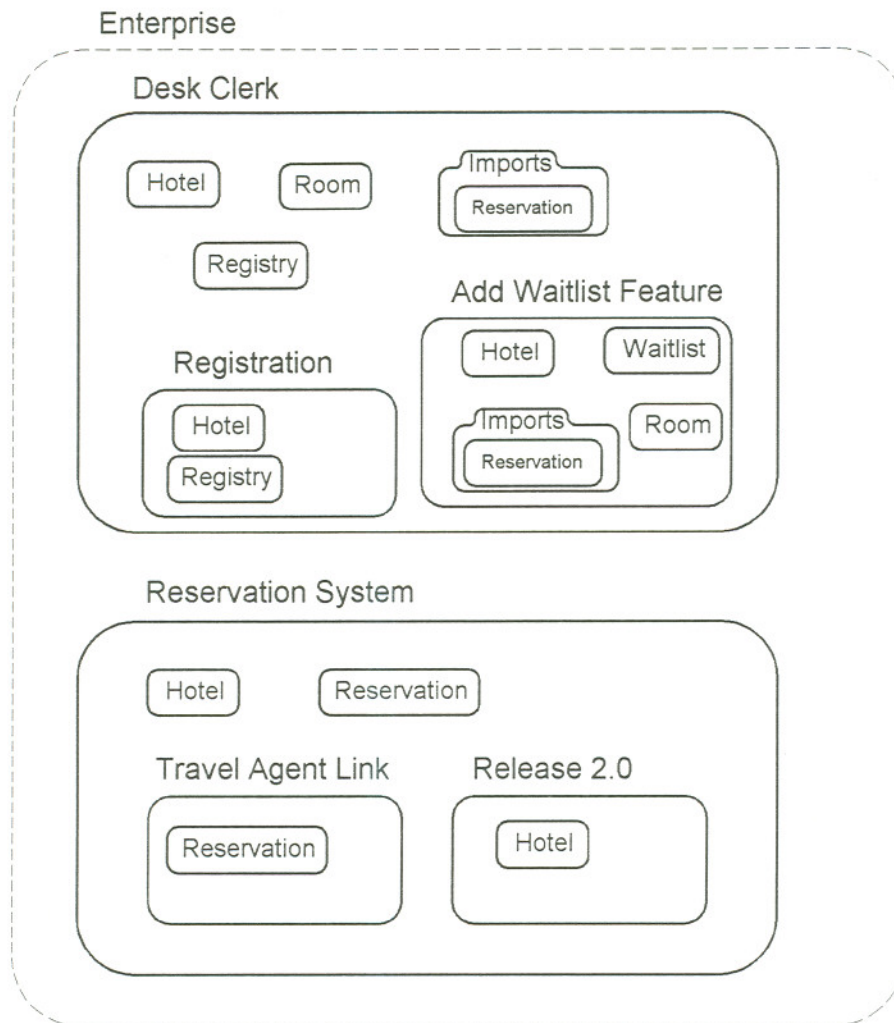 Enterprise
Desk Clerk
Hotel
Room
Imports
Reservation
Registry
Add Waitlist Feature
Hotel
Waitlist
Registration
Hotel
Imports
Room
Registry
Reservation
Reservation System
Hotel
Reservation
Travel Agent Link
Release 2.0
Reservation
Hotel